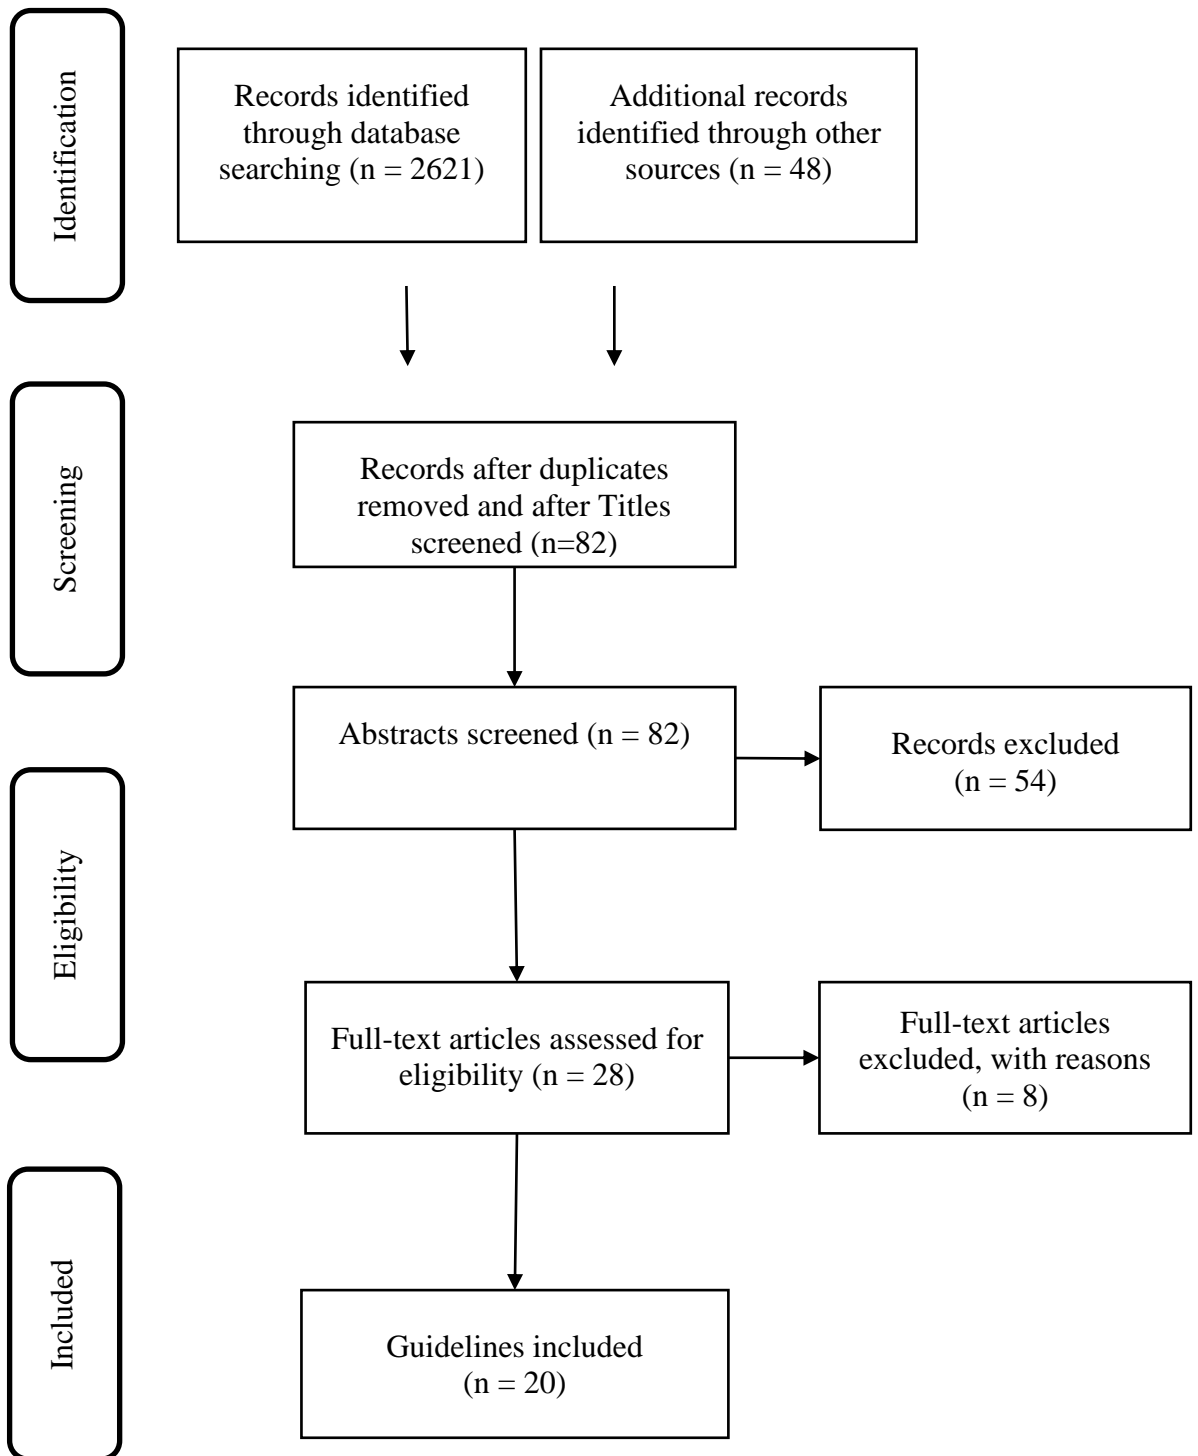 Identification
Records identified
through database
searching (n = 2621)
Additional records
identified through other
sources (n = 48)
Screening
Records after duplicates
removed and after Titles
screened (n=82)
Abstracts screened (n = 82)
Records excluded
(n = 54)
Eligibility
Full-text articles assessed for
eligibility (n = 28)
Full-text articles
excluded, with reasons
(n = 8)
Included
Guidelines included
(n = 20)